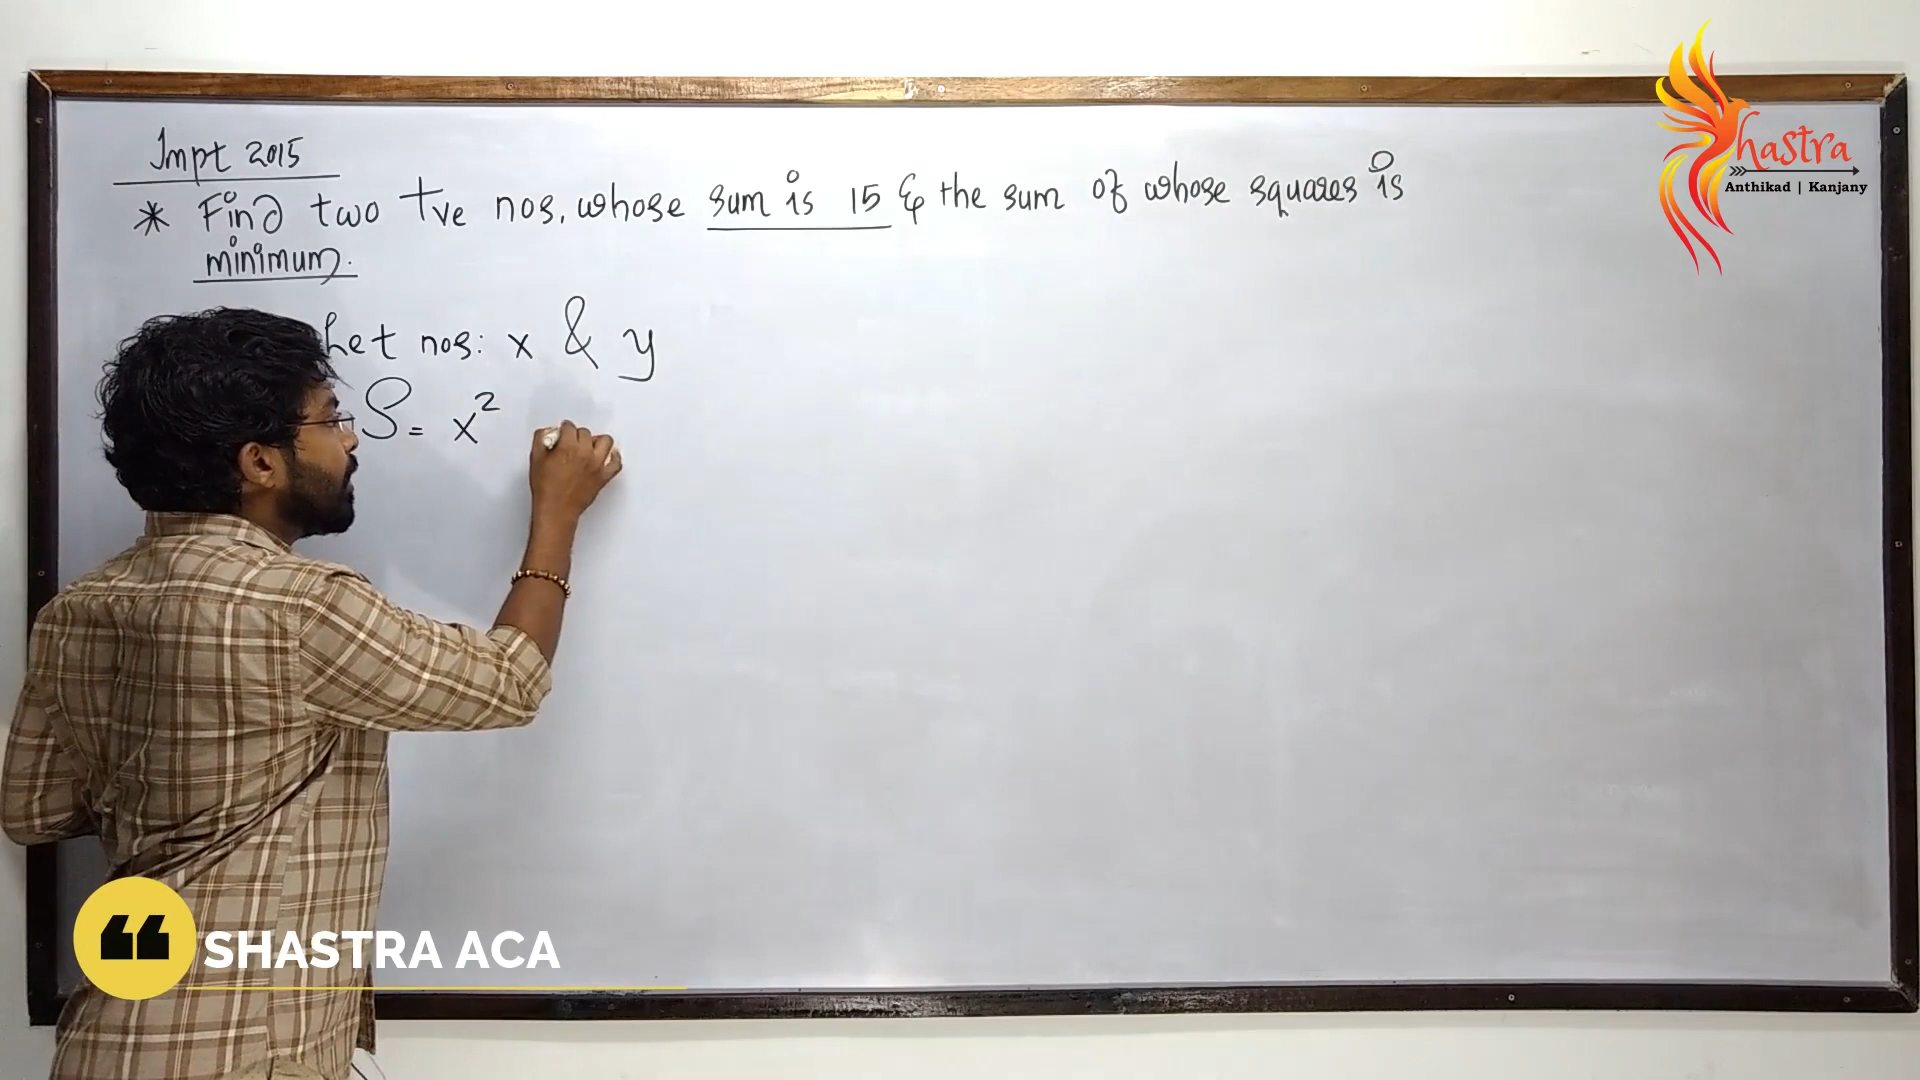 Impt 2015
* Find two +ve nos. whose sum is 15 & the sum of whose squares is
minimum.
Let nos: x & y
S = x²
Shastra
Anthikad | Kanjany
❝ SHASTRA ACA